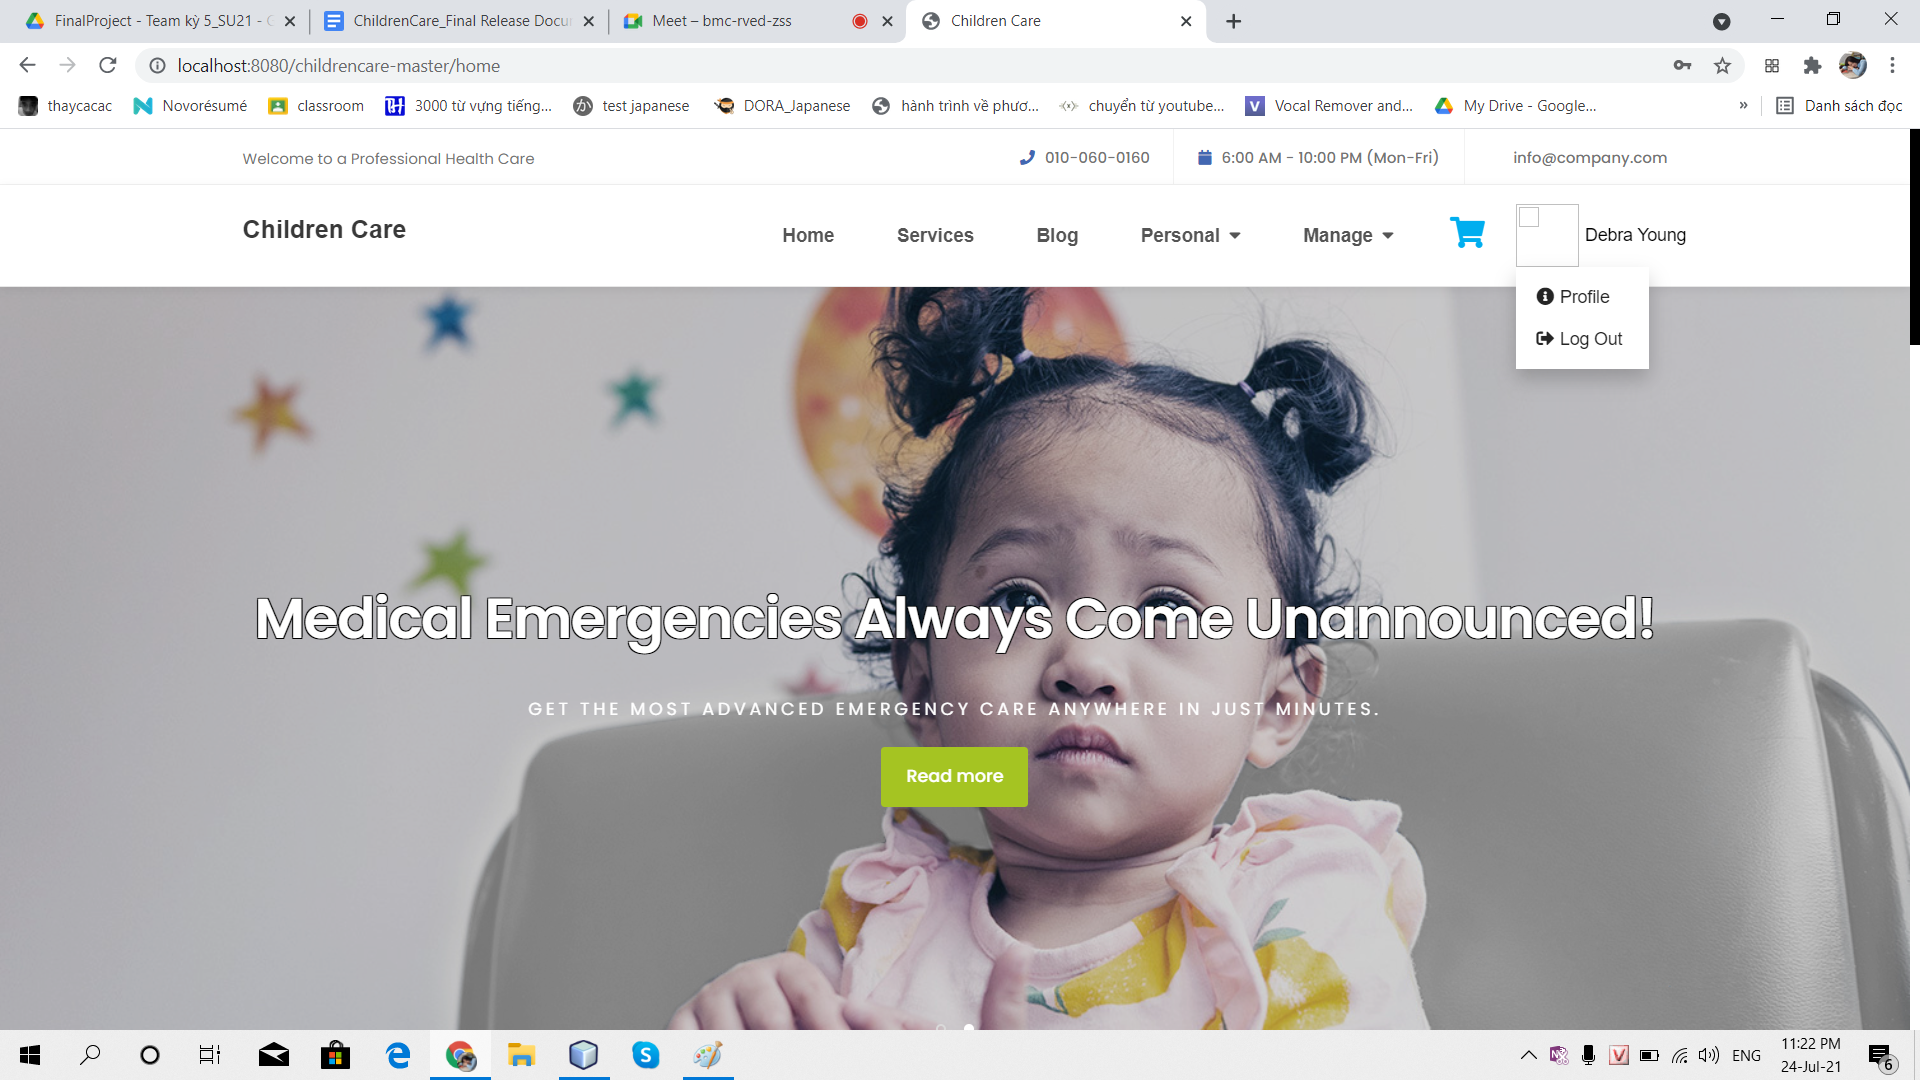 FinalProject - Team kỳ 5_SU21 - G
ChildrenCare_Final Release Docu
Meet – bmc-rved-zss
Children Care
localhost:8080/childrencare-master/home
thaycacac
Novorésumé
classroom
3000 từ vựng tiếng...
test japanese
DORA_Japanese
hành trình về phươ...
chuyển từ youtube...
Vocal Remover and...
My Drive - Google...
»
Danh sách đọc
Welcome to a Professional Health Care
010-060-0160
6:00 AM - 10:00 PM (Mon-Fri)
info@company.com
Children Care
Home
Services
Blog
Personal
Manage
Debra Young
Profile
Log Out
Medical Emergencies Always Come Unannounced!
GET THE MOST ADVANCED EMERGENCY CARE ANYWHERE IN JUST MINUTES.
Read more
ENG
11:22 PM
24-Jul-21
6